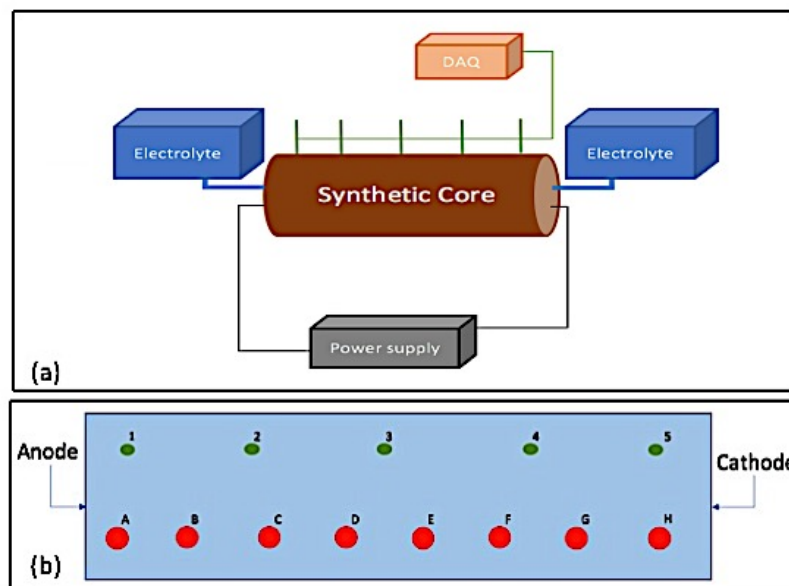 DAQ
Electrolyte
Electrolyte
Synthetic Core
Power supply
(a)
1 2 3 4 5
Anode
Cathode
A B C D E F G H
(b)